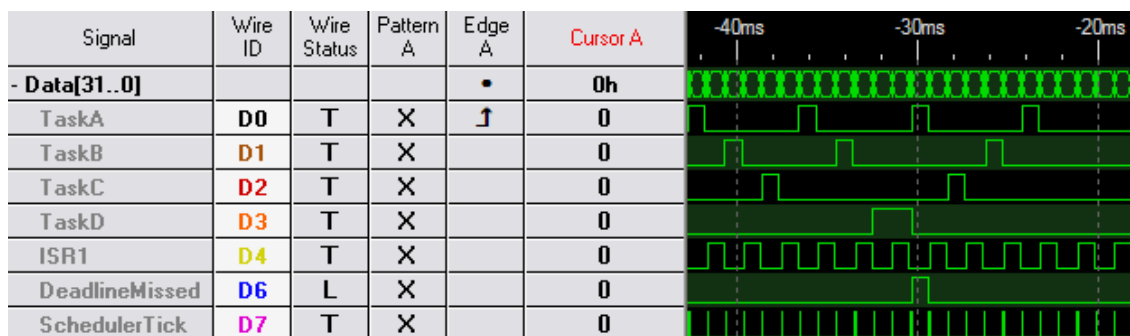 Signal Wire ID Wire Status Pattern A Edge A Cursor A -40ms -30ms -20ms
- Data[31..0] 0h
TaskA D0 T X 0
TaskB D1 T X 0
TaskC D2 T X 0
TaskD D3 T X 0
ISR1 D4 T X 0
DeadlineMissed D6 L X 0
SchedulerTick D7 T X 0